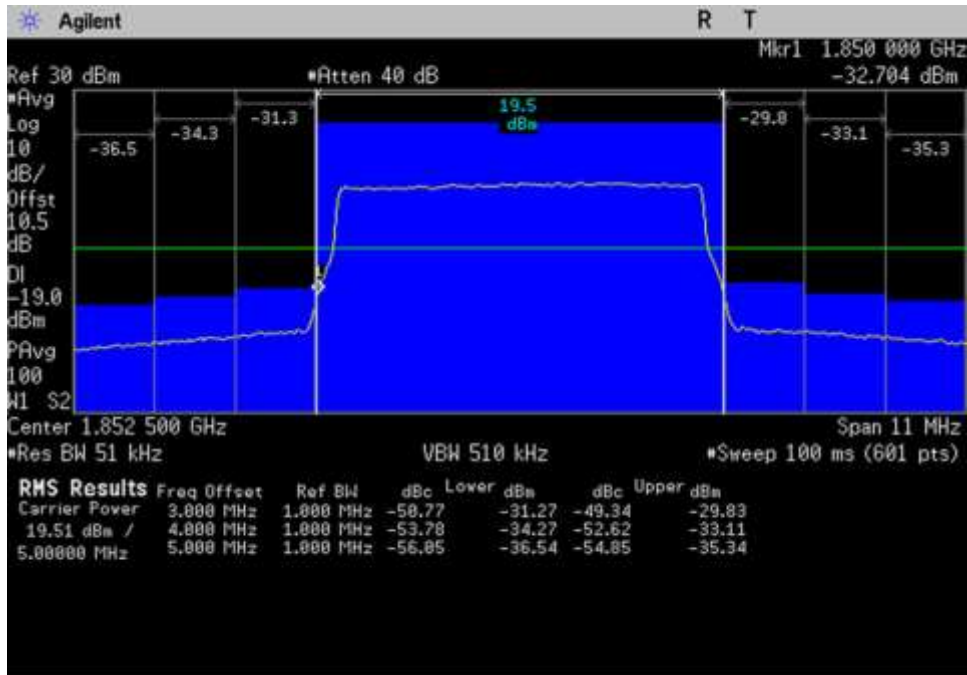 Agilent R T
Mkr1 1.850 000 GHz
Ref 30 dBm #Atten 40 dB -32.704 dBm
#Avg
Log
10
dB/
Offst
10.5
dB
DI
-19.0
dBm
PAvg
100
W1 S2
19.5
dBm
-36.5 -34.3 -31.3 -29.8 -33.1 -35.3
1
Center 1.852 500 GHz Span 11 MHz
#Res BW 51 kHz VBW 510 kHz #Sweep 100 ms (601 pts)
RMS Results Freq Offset Ref BW dBc Lower dBm dBc Upper dBm
Carrier Power 3.000 MHz 1.000 MHz -50.77 -31.27 -49.34 -29.83
19.51 dBm / 4.000 MHz 1.000 MHz -53.78 -34.27 -52.62 -33.11
5.00000 MHz 5.000 MHz 1.000 MHz -56.05 -36.54 -54.85 -35.34